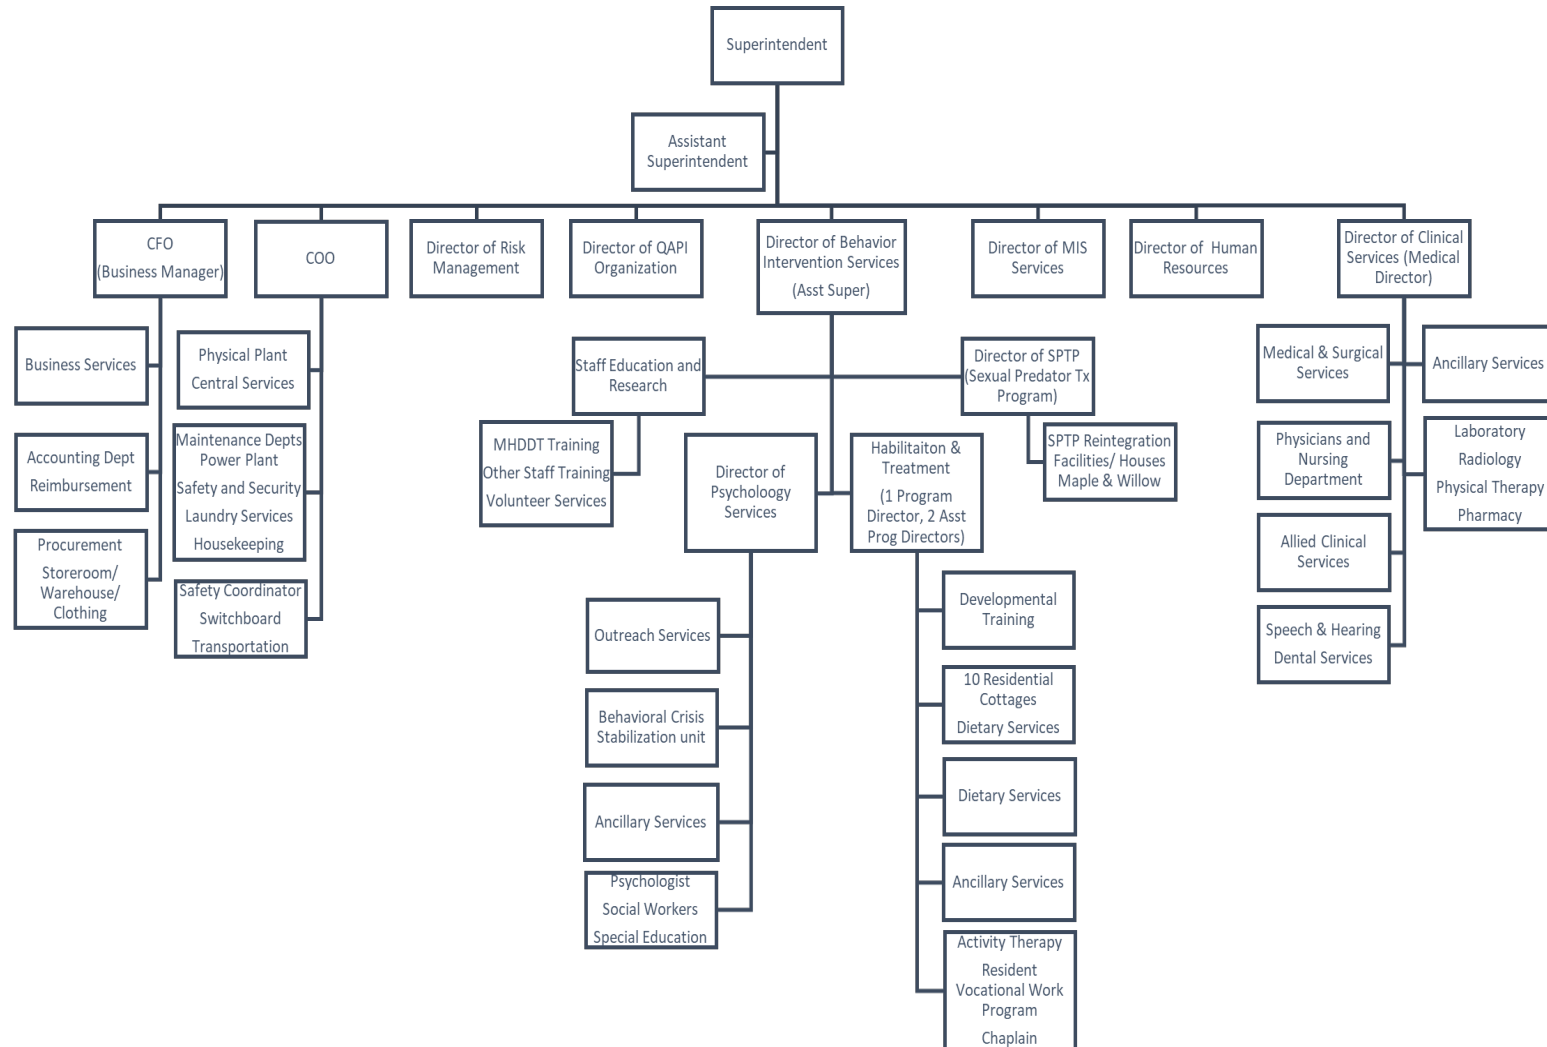 Superintendent
Assistant
Superintendent
CFO
(Business Manager)
COO
Director of Risk
Management
Director of QAPI
Organization
Director of Behavior
Intervention Services
(Asst Super)
Director of MIS
Services
Director of  Human
Resources
Director of Clinical
Services (Medical
Director)
Business Services
Accounting Dept
Reimbursement
Procurement
Storeroom/
Warehouse/
Clothing
Physical Plant
Central Services
Maintenance Depts
Power Plant
Safety and Security
Laundry Services
Housekeeping
Safety Coordinator
Switchboard
Transportation
Staff Education and
Research
MHDDT Training
Other Staff Training
Volunteer Services
Director of SPTP
(Sexual Predator Tx
Program)
SPTP Reintegration
Facilities/ Houses
Maple & Willow
Director of
Psycholoogy
Services
Habilitaiton &
Treatment
(1 Program
Director, 2 Asst
Prog Directors)
Outreach Services
Behavioral Crisis
Stabilization unit
Ancillary Services
Psychologist
Social Workers
Special Education
Developmental
Training
10 Residential
Cottages
Dietary Services
Dietary Services
Ancillary Services
Activity Therapy
Resident
Vocational Work
Program
Chaplain
Medical & Surgical
Services
Ancillary Services
Physicians and
Nursing
Department
Laboratory
Radiology
Physical Therapy
Pharmacy
Allied Clinical
Services
Speech & Hearing
Dental Services